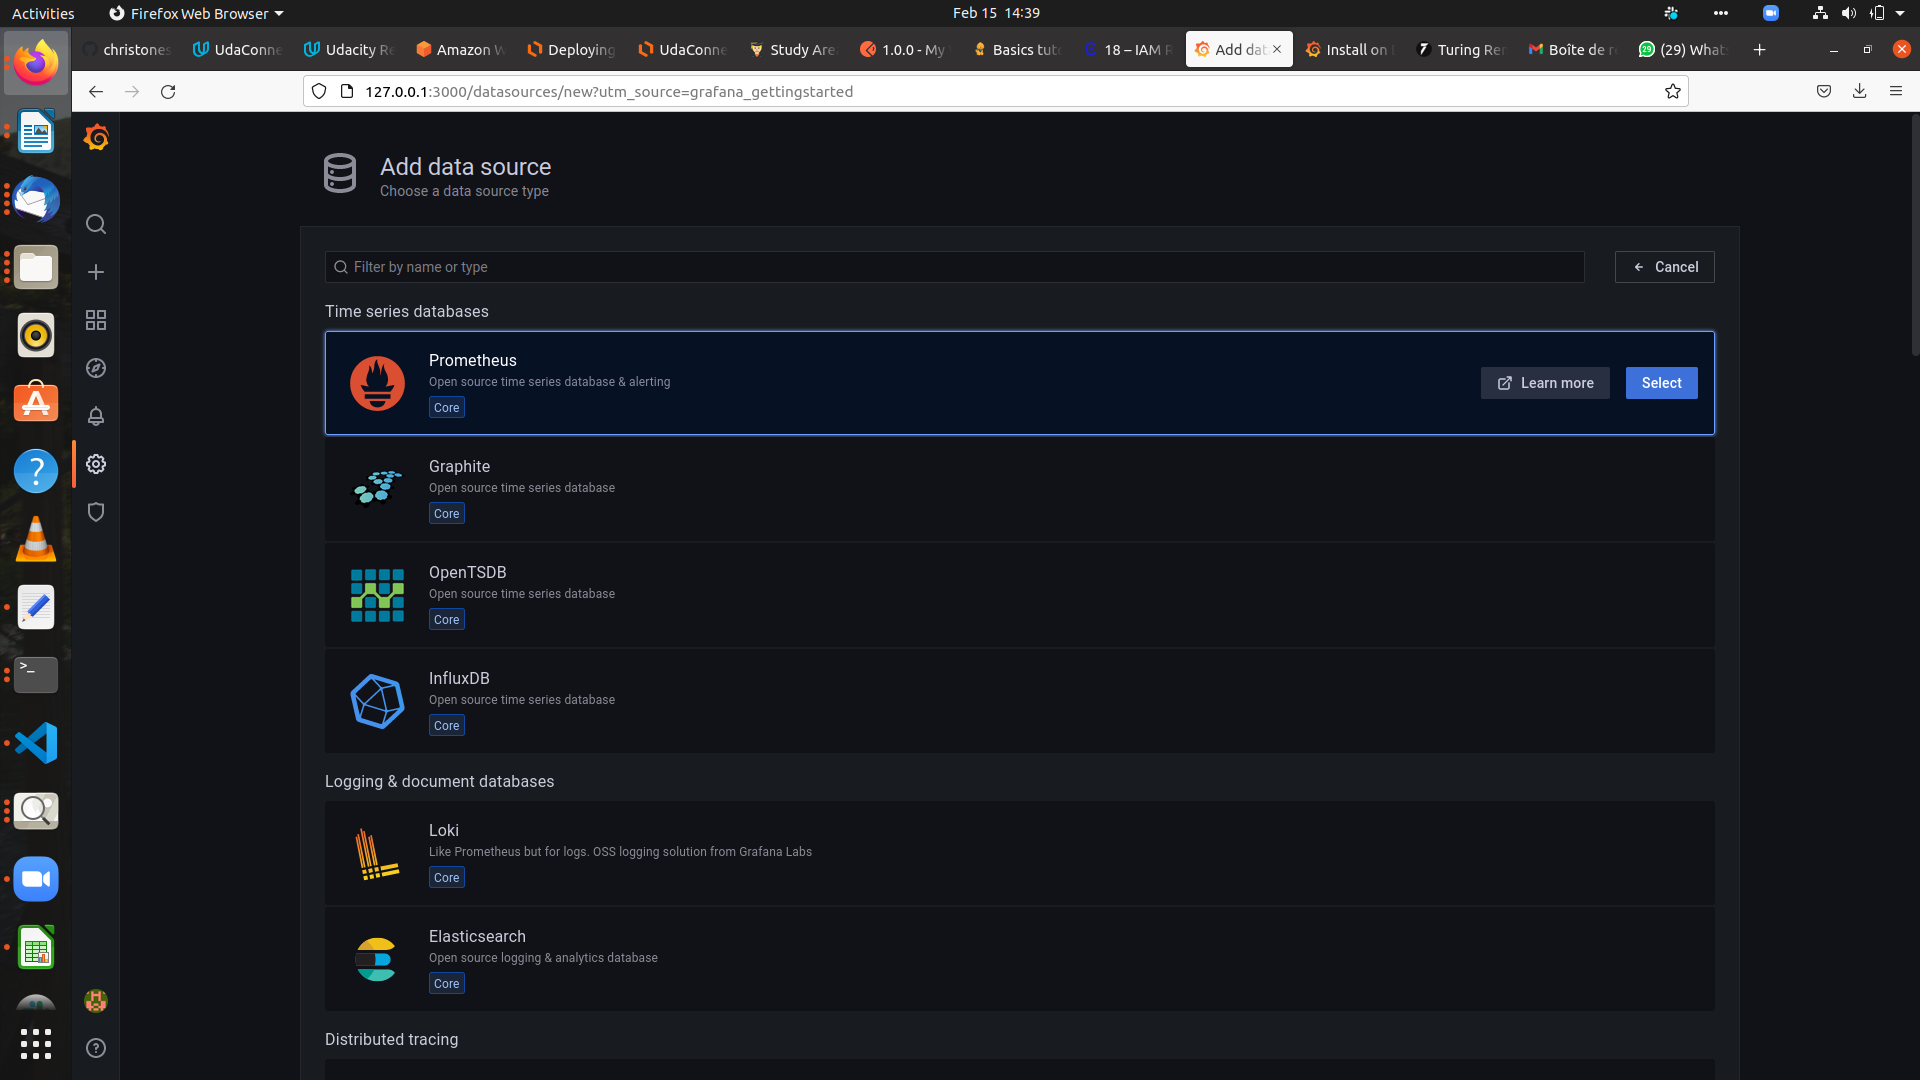 Activities Firefox Web Browser Feb 15 14:39
christones UdaConne Udacity Re Amazon W Deploying UdaConne Study Area 1.0.0 - My Basics tuto 18 – IAM R Add dat Install on D Turing Rem Boîte de r (29) Whats
127.0.0.1:3000/datasources/new?utm_source=grafana_gettingstarted
Add data source
Choose a data source type
Filter by name or type
Cancel
Time series databases
Prometheus
Open source time series database & alerting
Core
Learn more
Select
Graphite
Open source time series database
Core
OpenTSDB
Open source time series database
Core
InfluxDB
Open source time series database
Core
Logging & document databases
Loki
Like Prometheus but for logs. OSS logging solution from Grafana Labs
Core
Elasticsearch
Open source logging & analytics database
Core
Distributed tracing